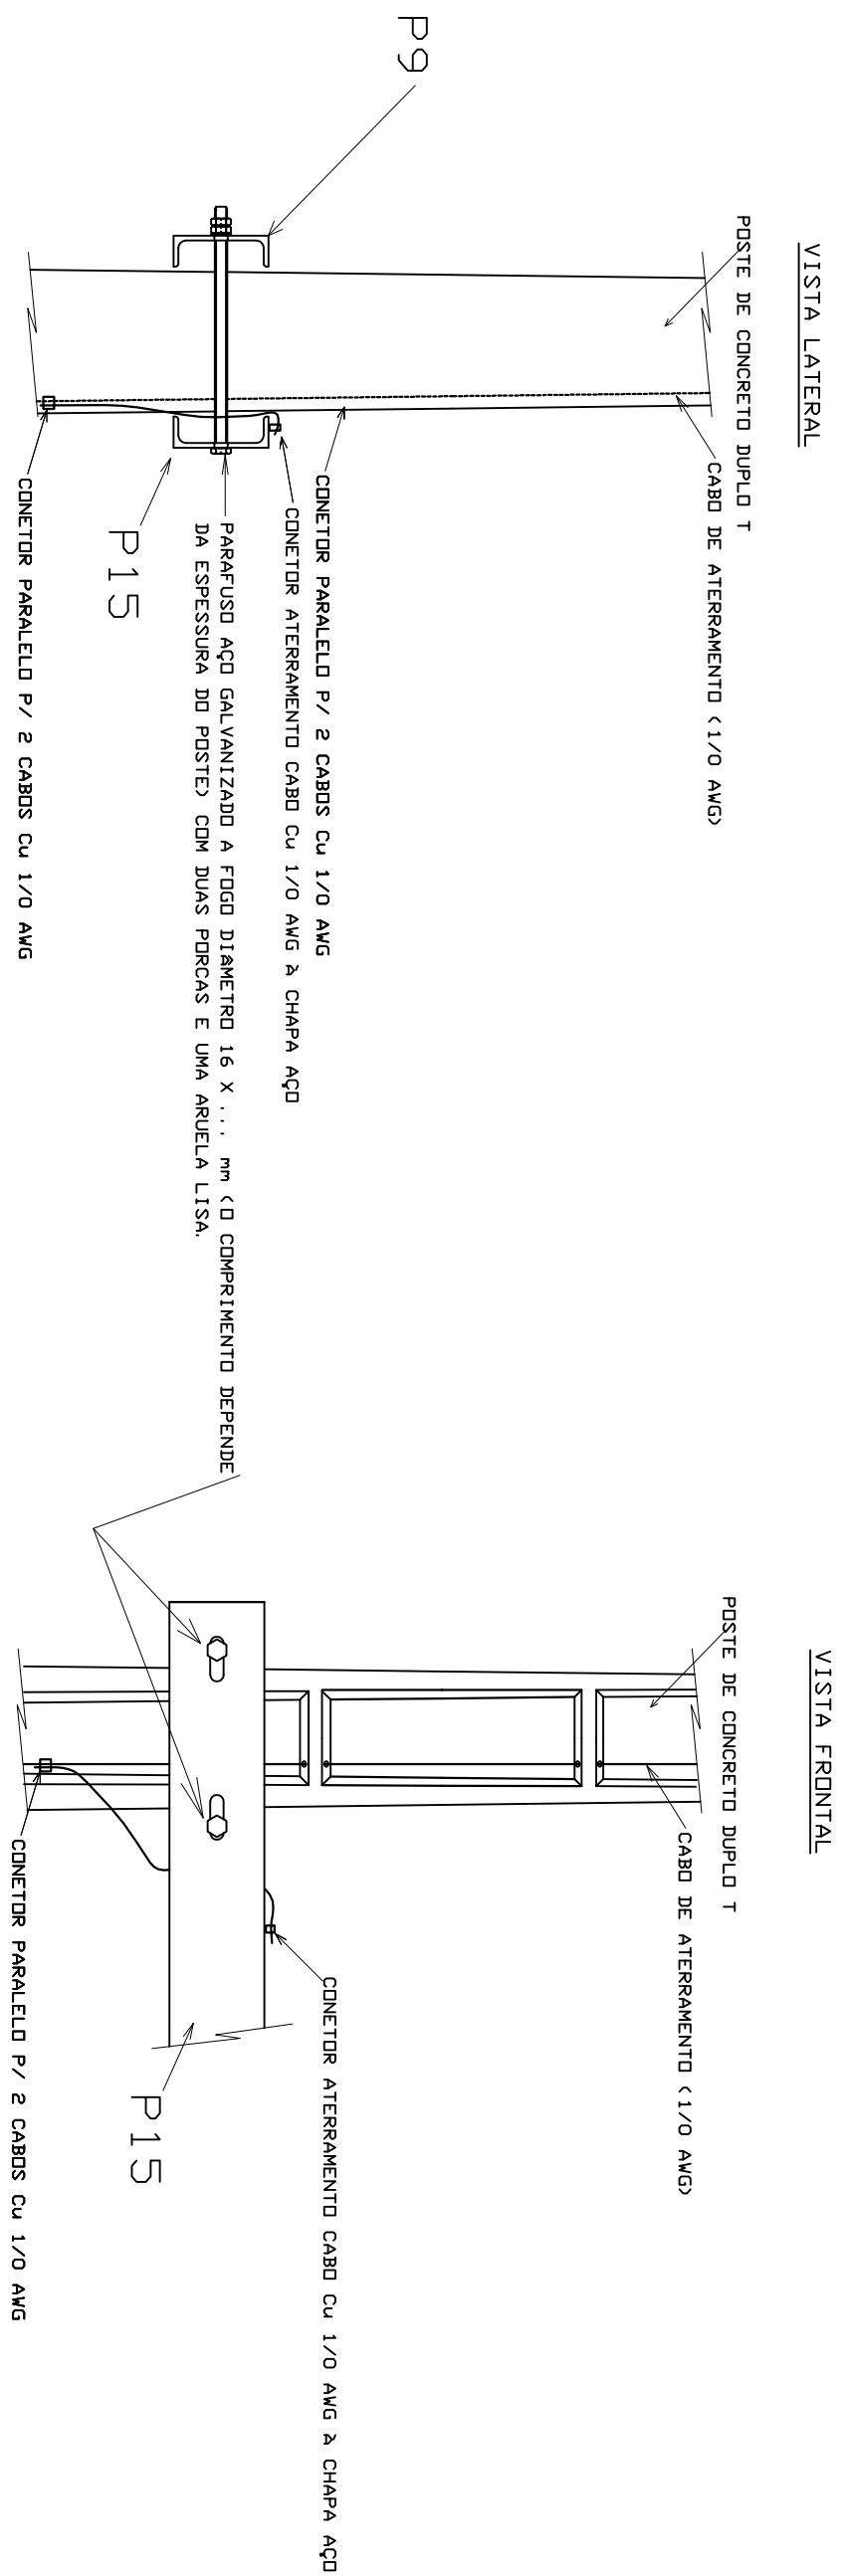 VISTA LATERAL
POSTE DE CONCRETO DUPLO T
CABO DE ATERRAMENTO (1/0 AWG)
P9
CONETOR PARALELO P/ 2 CABOS Cu 1/0 AWG
CONETOR ATERRAMENTO CABO Cu 1/0 AWG À CHAPA AÇO
PARAFUSO AÇO GALVANIZADO A FOGO DIÂMETRO 16 X ... mm (O COMPRIMENTO DEPENDE
DA ESPESSURA DO POSTE) COM DUAS PORCAS E UMA ARUELA LISA.
P15
CONETOR PARALELO P/ 2 CABOS Cu 1/0 AWG
VISTA FRONTAL
POSTE DE CONCRETO DUPLO T
CABO DE ATERRAMENTO (1/0 AWG)
CONETOR ATERRAMENTO CABO Cu 1/0 AWG À CHAPA AÇO
P15
CONETOR PARALELO P/ 2 CABOS Cu 1/0 AWG